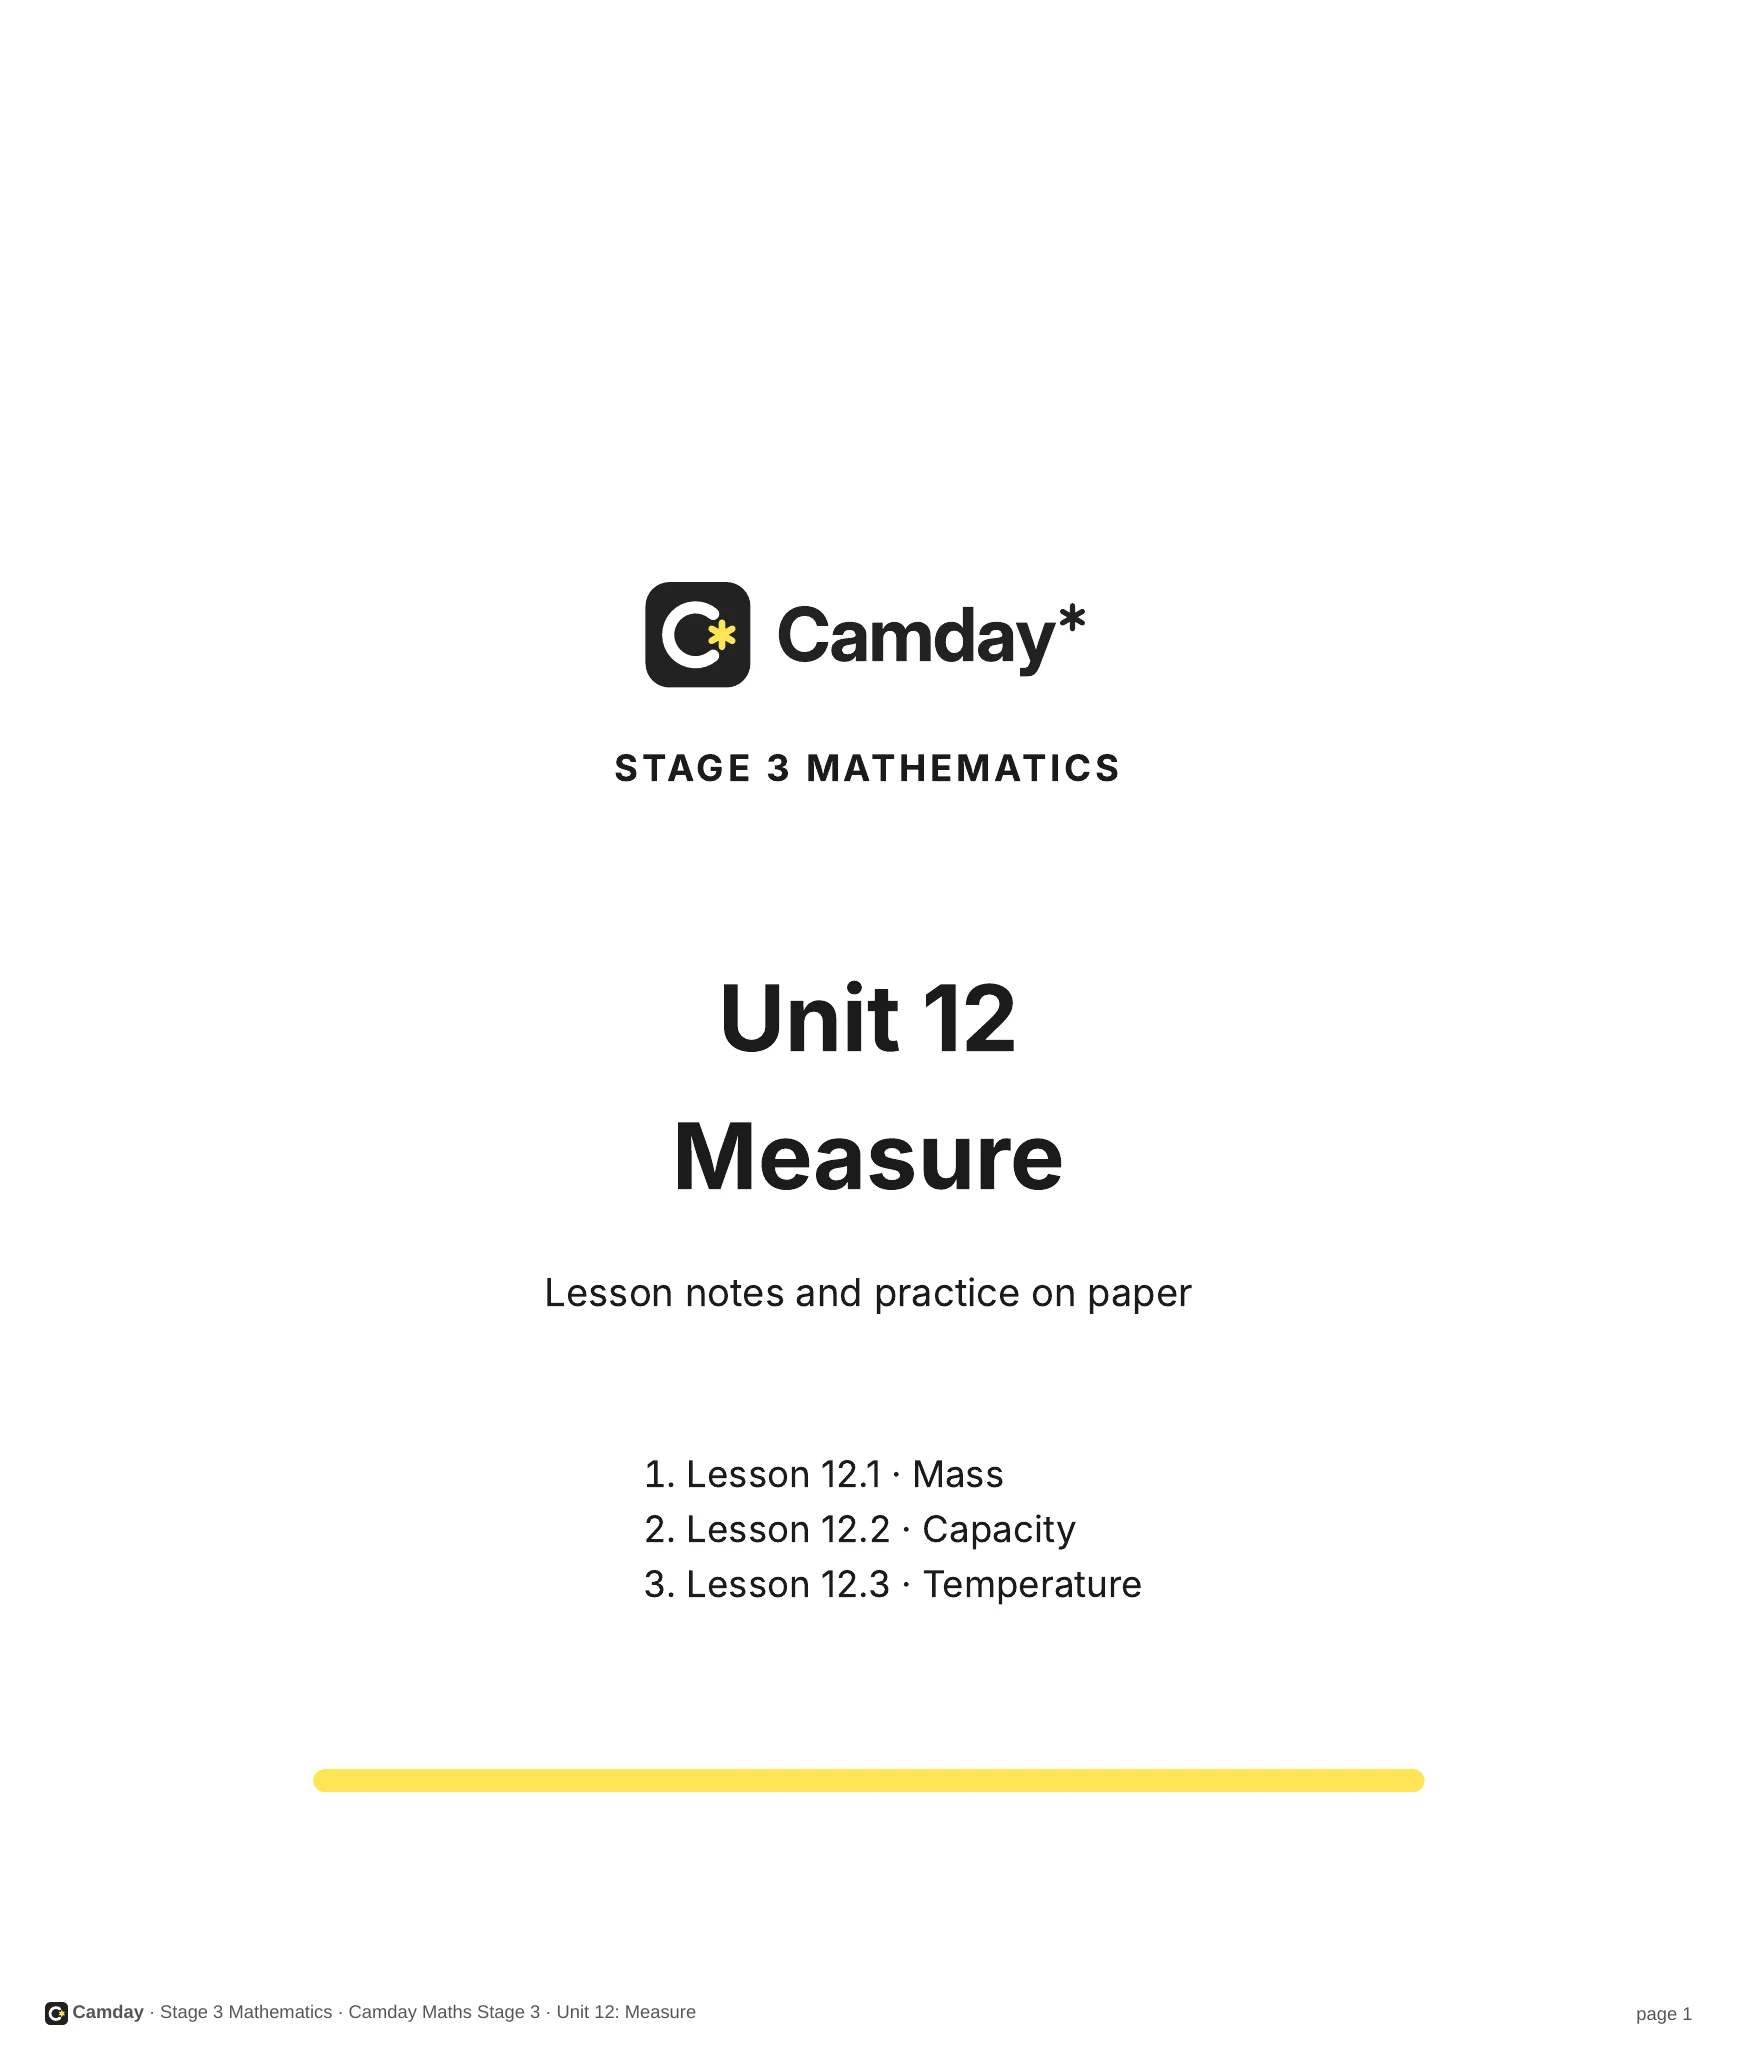 Camday*
STAGE 3 MATHEMATICS
Unit 12
Measure
Lesson notes and practice on paper
1. Lesson 12.1 · Mass
2. Lesson 12.2 · Capacity
3. Lesson 12.3 · Temperature
Camday · Stage 3 Mathematics · Camday Maths Stage 3 · Unit 12: Measure
page 1